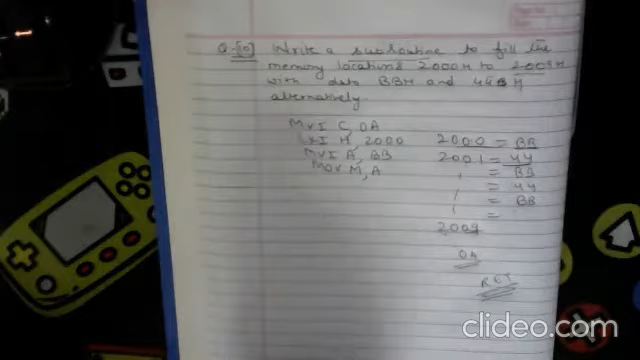 Q.10] Write a subroutine to fill the
memory locations 2000H to 2009H
with data BBH and 44H
alternatively.
MVI C, 0A
LXI H, 2000
MVI A, BB
MOV M, A
2000 = BB
2001 = 44
, = BB
, = 44
, = BB
, =
2009
0A
RET
clideo.com